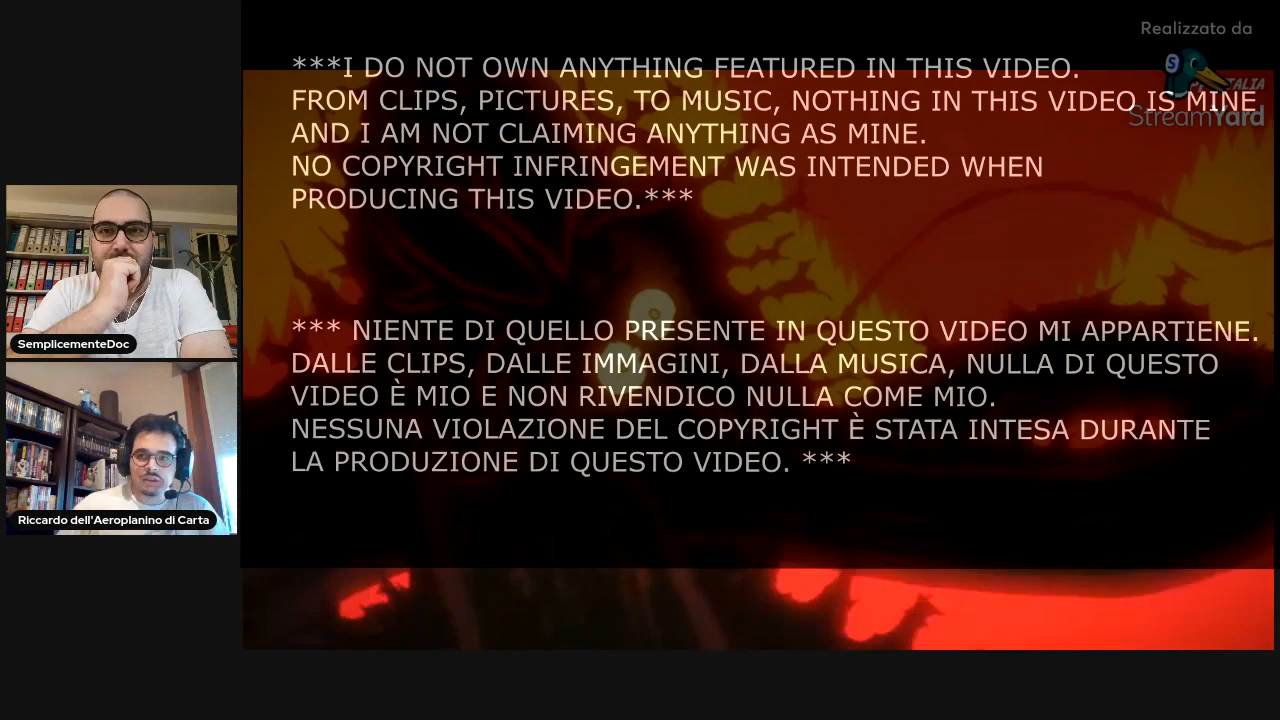 Realizzato da
ITALIA
StreamYard
***I DO NOT OWN ANYTHING FEATURED IN THIS VIDEO.
FROM CLIPS, PICTURES, TO MUSIC, NOTHING IN THIS VIDEO IS MINE
AND I AM NOT CLAIMING ANYTHING AS MINE.
NO COPYRIGHT INFRINGEMENT WAS INTENDED WHEN
PRODUCING THIS VIDEO.***
*** NIENTE DI QUELLO PRESENTE IN QUESTO VIDEO MI APPARTIENE.
DALLE CLIPS, DALLE IMMAGINI, DALLA MUSICA, NULLA DI QUESTO
VIDEO È MIO E NON RIVENDICO NULLA COME MIO.
NESSUNA VIOLAZIONE DEL COPYRIGHT È STATA INTESA DURANTE
LA PRODUZIONE DI QUESTO VIDEO. ***
SemplicementeDoc
Riccardo dell'Aeroplanino di Carta